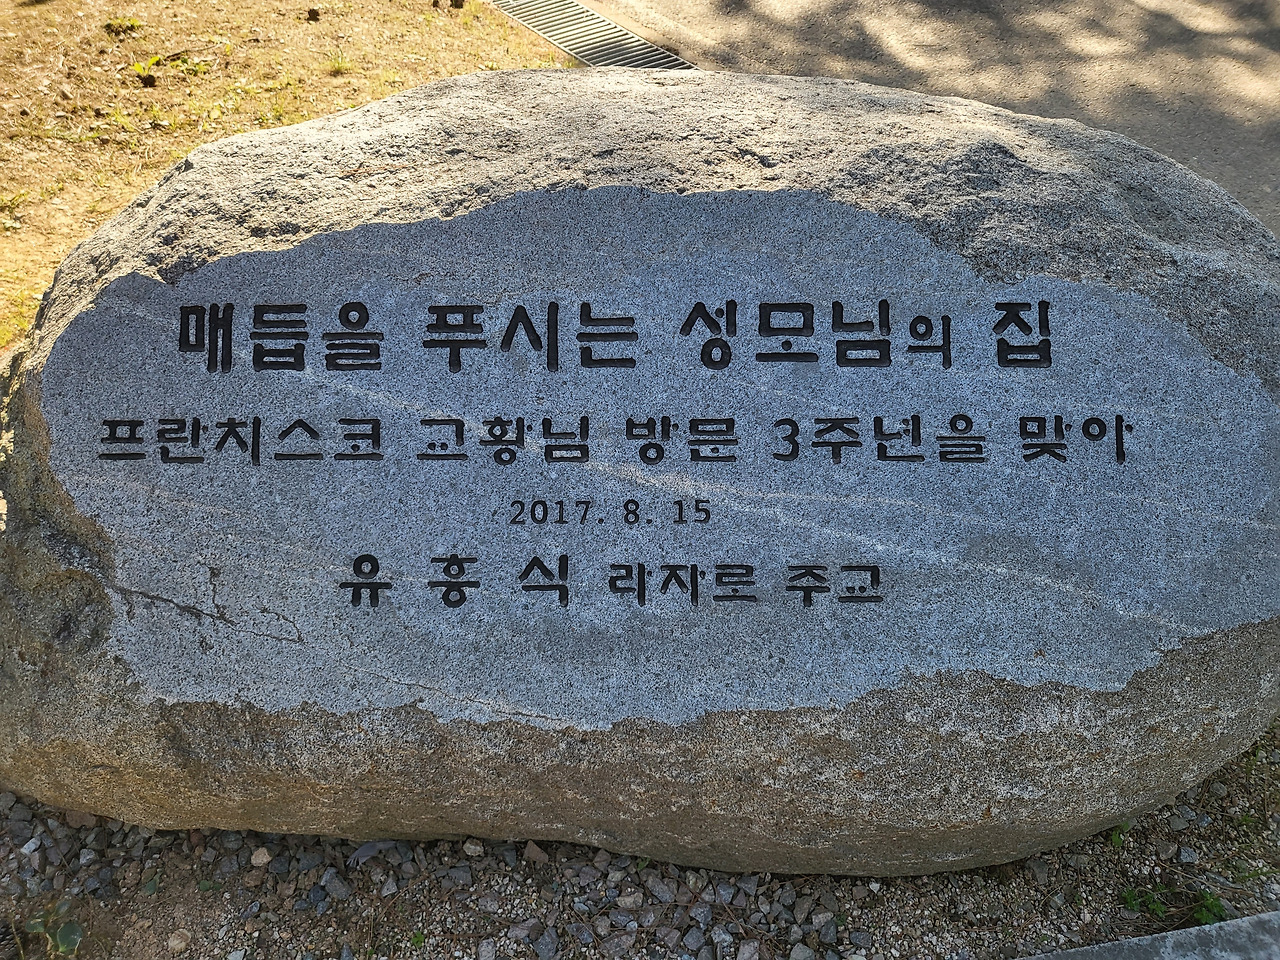 매듭을 푸시는 성모님의 집
프란치스코 교황님 방문 3주년을 맞아
2017. 8. 15
유 흥 식 라자로 주교